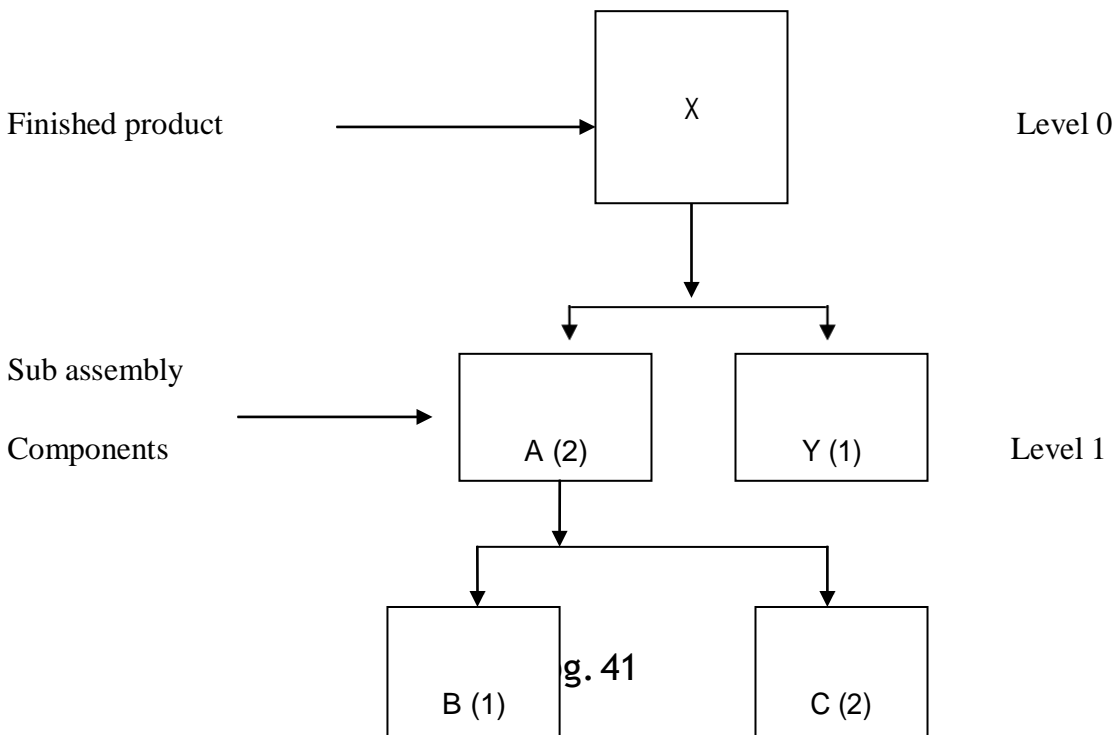 X
Finished product
Level 0
Sub assembly
Components
A (2)
Y (1)
Level 1
g. 41
B (1)
C (2)